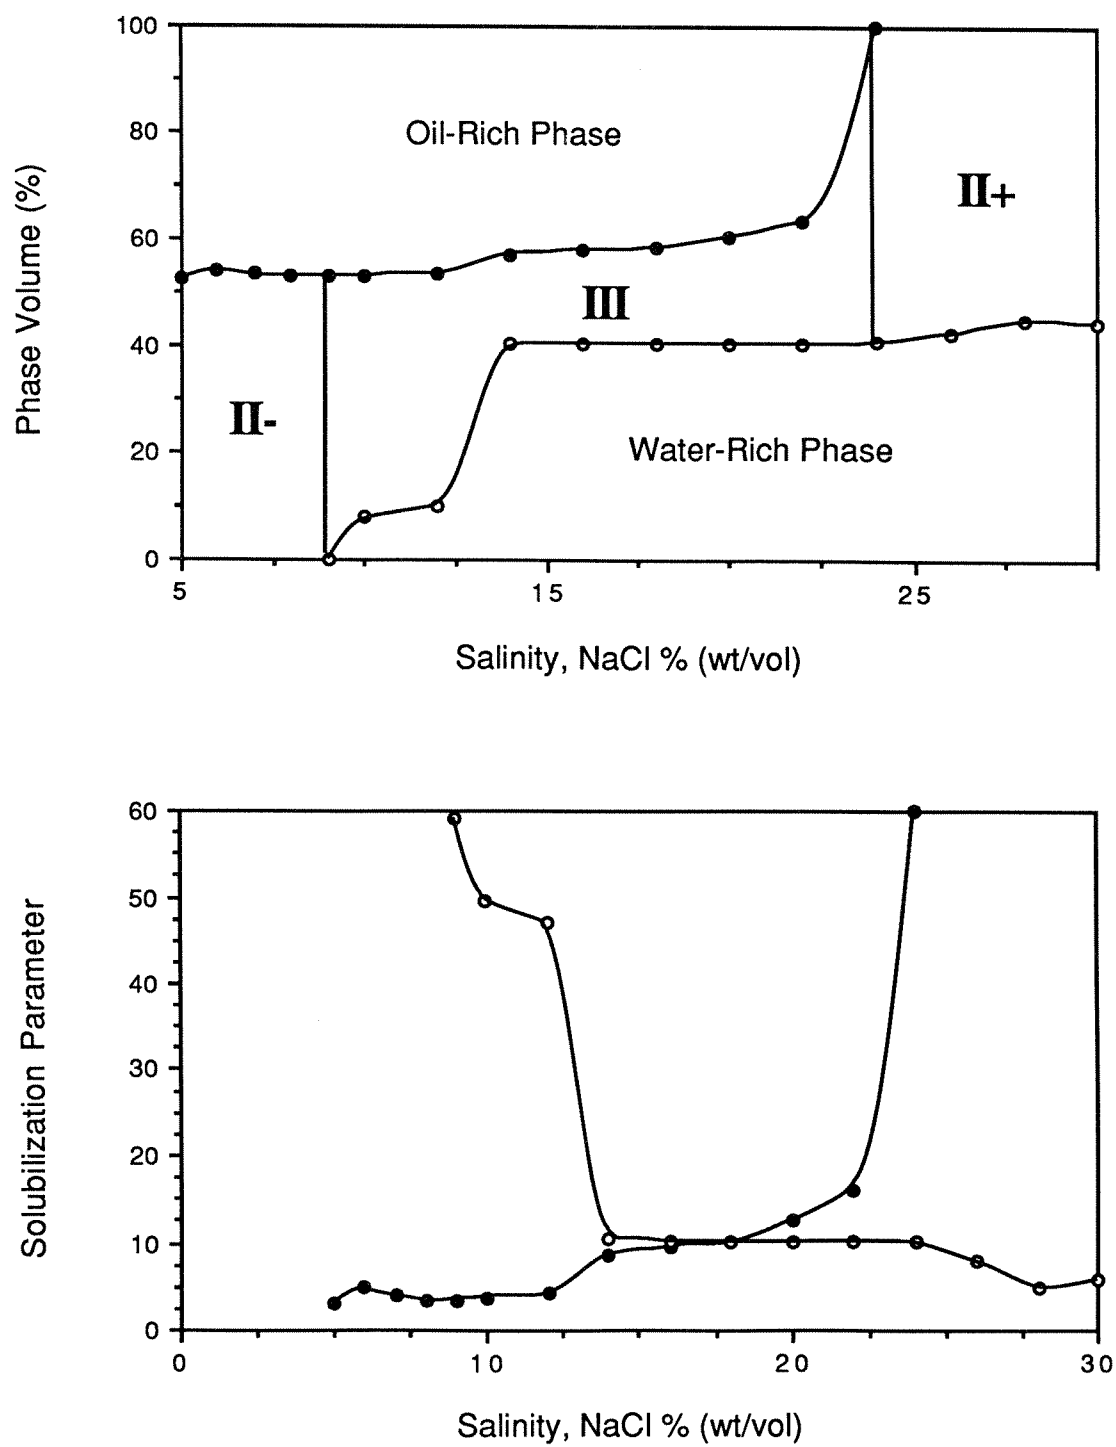 100
80
60
40
20
0
Phase Volume (%)
Oil-Rich Phase
II+
III
II-
Water-Rich Phase
5
15
25
Salinity, NaCl % (wt/vol)
60
50
40
30
20
10
0
Solubilization Parameter
0
10
20
30
Salinity, NaCl % (wt/vol)